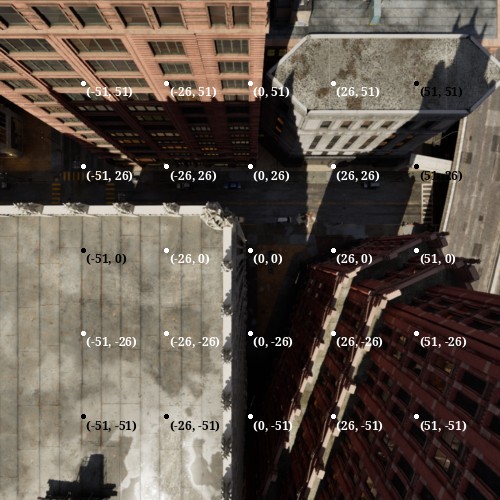 (-51, 51) (-26, 51) (0, 51) (26, 51) (51, 51)
(-51, 26) (-26, 26) (0, 26) (26, 26) (51, 26)
(-51, 0) (-26, 0) (0, 0) (26, 0) (51, 0)
(-51, -26) (-26, -26) (0, -26) (26, -26) (51, -26)
(-51, -51) (-26, -51) (0, -51) (26, -51) (51, -51)